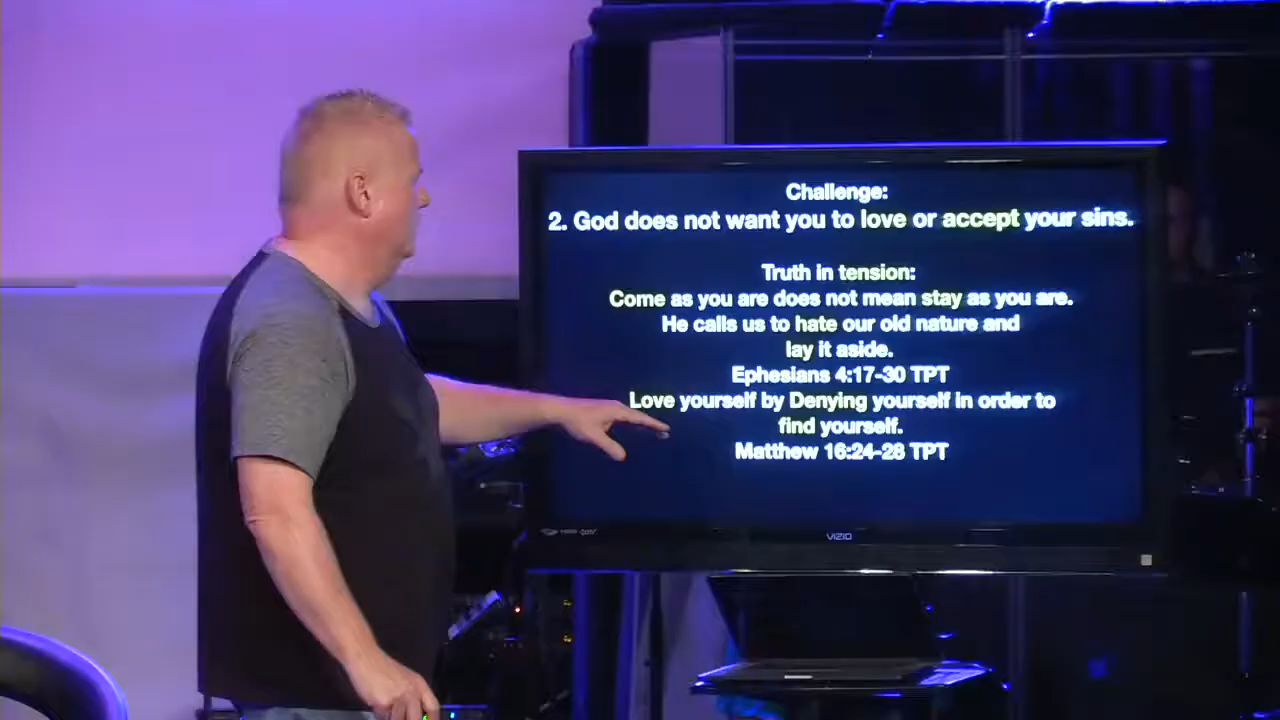 Challenge:
2. God does not want you to love or accept your sins.
Truth in tension:
Come as you are does not mean stay as you are.
He calls us to hate our old nature and
lay it aside.
Ephesians 4:17-30 TPT
Love yourself by Denying yourself in order to
find yourself.
Matthew 16:24-28 TPT
VIZIO